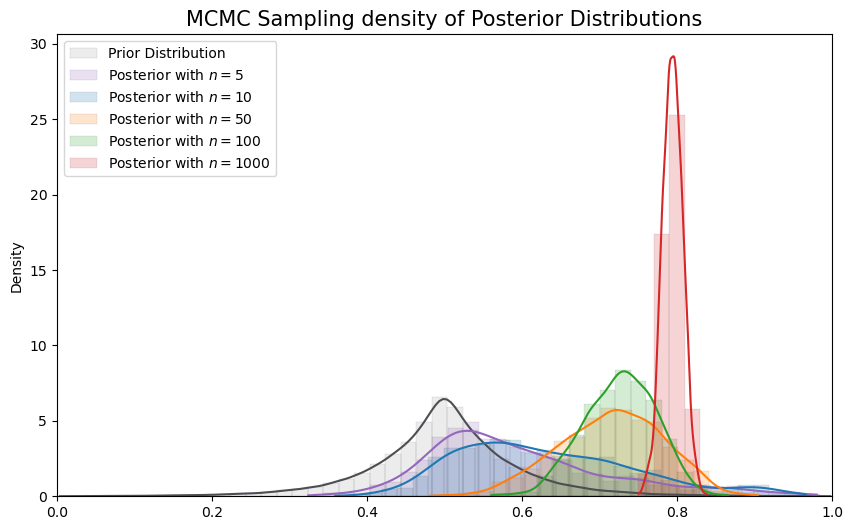 MCMC Sampling density of Posterior Distributions
Prior Distribution
Posterior with n = 5
Posterior with n = 10
Posterior with n = 50
Posterior with n = 100
Posterior with n = 1000
Density
30
25
20
15
10
5
0
0.0 0.2 0.4 0.6 0.8 1.0